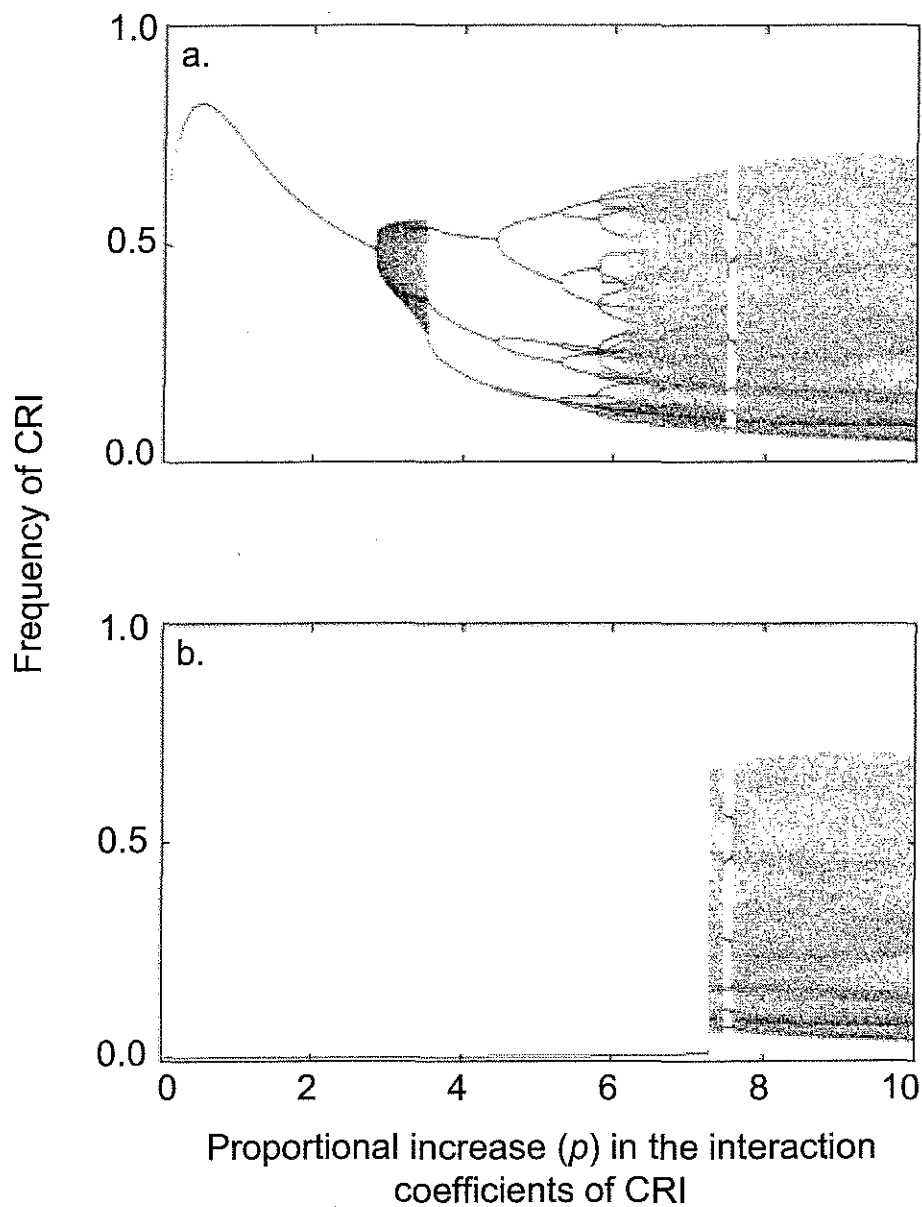 1.0
a.
0.5
0.0
Frequency of CRI
1.0
b.
0.5
0.0
0 2 4 6 8 10
Proportional increase (p) in the interaction
coefficients of CRI